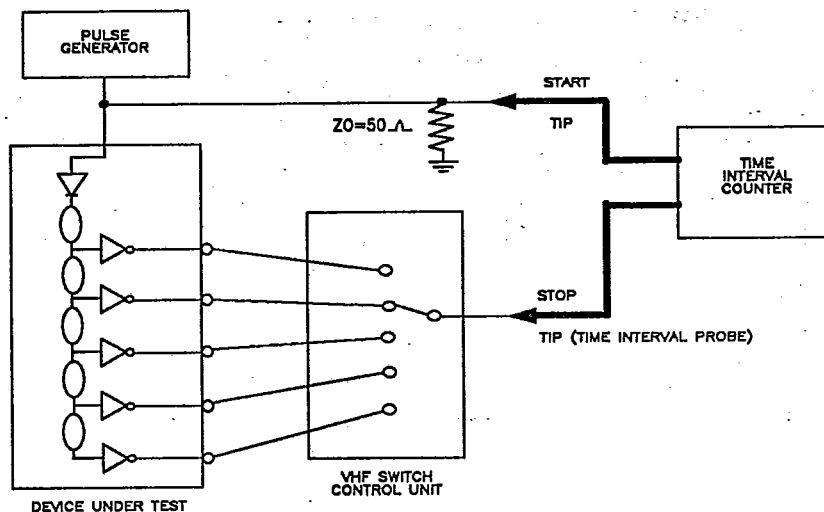 PULSE
GENERATOR
START
ZO=50Ω
TIP
TIME
INTERVAL
COUNTER
STOP
TIP (TIME INTERVAL PROBE)
VHF SWITCH
CONTROL UNIT
DEVICE UNDER TEST